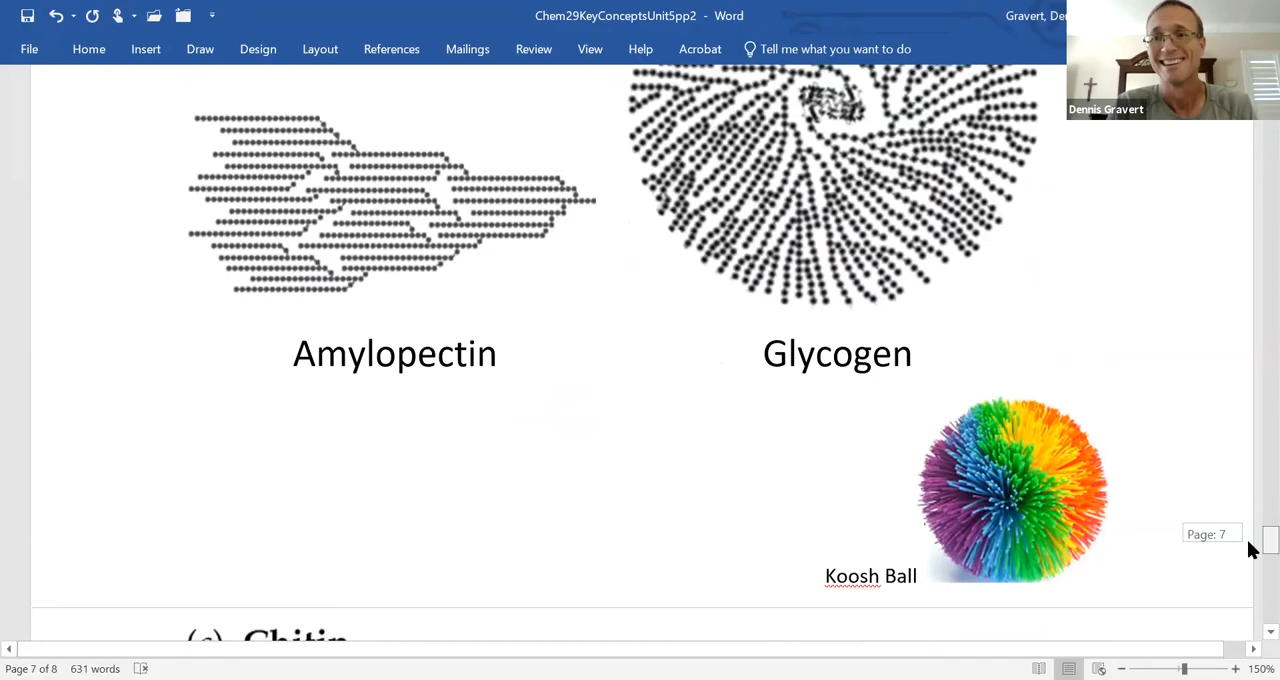 Chem29KeyConceptsUnit5pp2 - Word
Gravert, De
File Home Insert Draw Design Layout References Mailings Review View Help Acrobat Tell me what you want to do
Dennis Gravert
Amylopectin
Glycogen
Page: 7
Koosh Ball
(c) Chitin
Page 7 of 8 631 words
150%